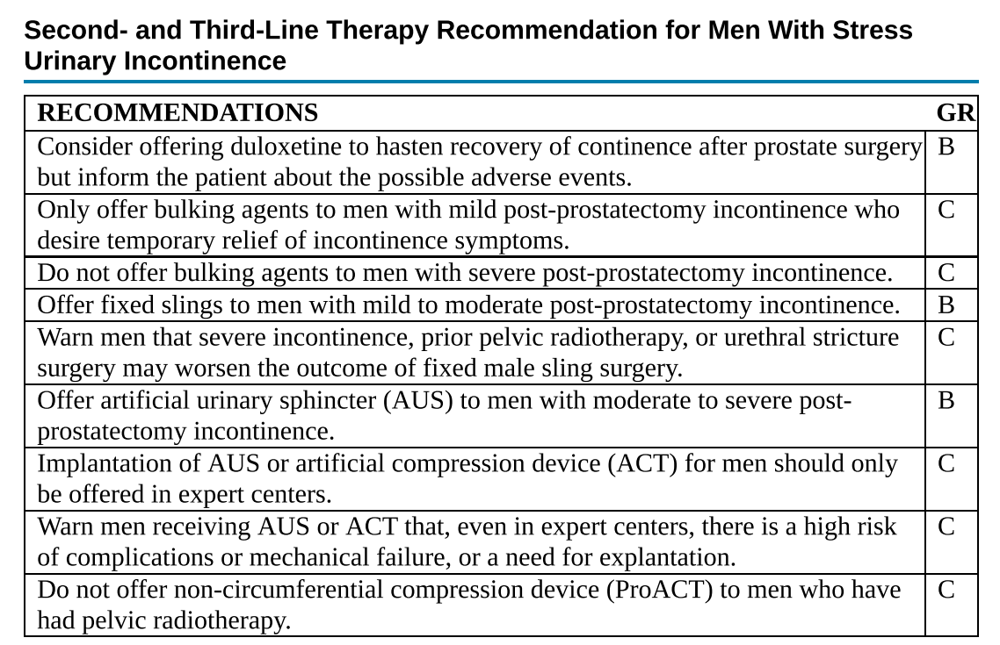 Second- and Third-Line Therapy Recommendation for Men With Stress
Urinary Incontinence
RECOMMENDATIONS GR
Consider offering duloxetine to hasten recovery of continence after prostate surgery B
but inform the patient about the possible adverse events.
Only offer bulking agents to men with mild post-prostatectomy incontinence who C
desire temporary relief of incontinence symptoms.
Do not offer bulking agents to men with severe post-prostatectomy incontinence. C
Offer fixed slings to men with mild to moderate post-prostatectomy incontinence. B
Warn men that severe incontinence, prior pelvic radiotherapy, or urethral stricture C
surgery may worsen the outcome of fixed male sling surgery.
Offer artificial urinary sphincter (AUS) to men with moderate to severe post- B
prostatectomy incontinence.
Implantation of AUS or artificial compression device (ACT) for men should only C
be offered in expert centers.
Warn men receiving AUS or ACT that, even in expert centers, there is a high risk C
of complications or mechanical failure, or a need for explantation.
Do not offer non-circumferential compression device (ProACT) to men who have C
had pelvic radiotherapy.